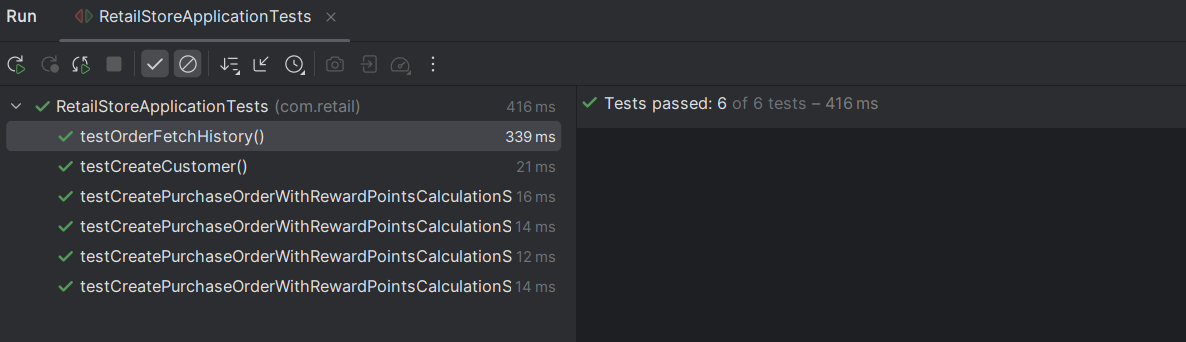 Run RetailStoreApplicationTests
RetailStoreApplicationTests (com.retail) 416 ms
testOrderFetchHistory() 339 ms
testCreateCustomer() 21 ms
testCreatePurchaseOrderWithRewardPointsCalculationS 16 ms
testCreatePurchaseOrderWithRewardPointsCalculationS 14 ms
testCreatePurchaseOrderWithRewardPointsCalculationS 12 ms
testCreatePurchaseOrderWithRewardPointsCalculationS 14 ms
Tests passed: 6 of 6 tests – 416 ms